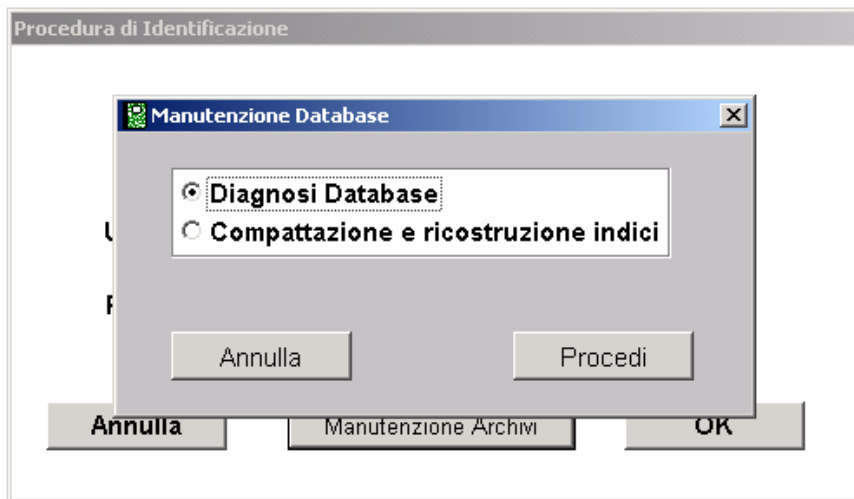 Procedura di Identificazione
Manutenzione Database
Diagnosi Database
Compattazione e ricostruzione indici
Annulla Procedi
Annulla Manutenzione Archivi OK